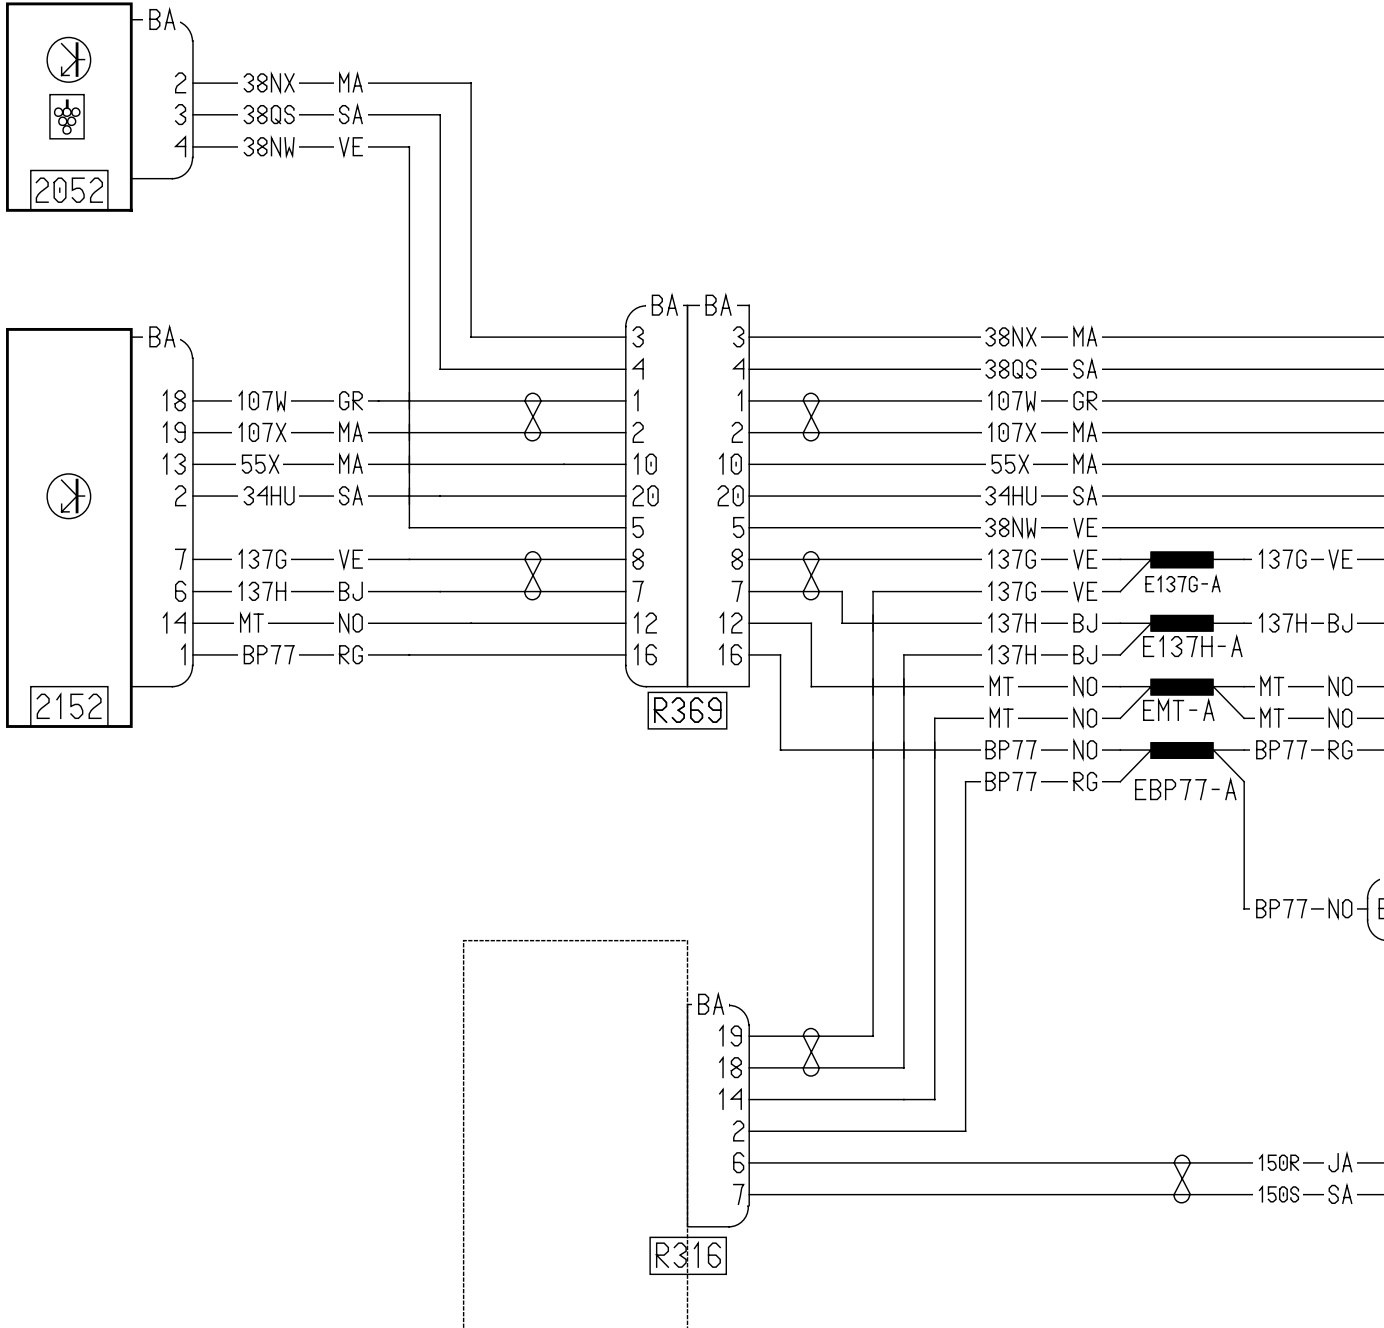 BA
2 38NX MA
3 38QS SA
4 38NW VE
2052
BA BA
3 3 38NX MA
BA
4 4 38QS SA
18 107W GR 1 1 107W GR
19 107X MA 2 2 107X MA
13 55X MA 10 10 55X MA
2 34HU SA 20 20 34HU SA
5 5 38NW VE
7 137G VE 8 8 137G VE 137G VE
E137G-A
6 137H BJ 7 7 137G VE
14 MT NO 12 12 137H BJ 137H BJ
E137H-A
1 BP77 RG 16 16 137H BJ
MT NO MT NO
2152
R369
EMT-A
MT NO MT NO
BP77 NO BP77 RG
BP77 RG
EBP77-A
BP77 NO
BA
19
18
14
2
6 150R JA
7 150S SA
R316